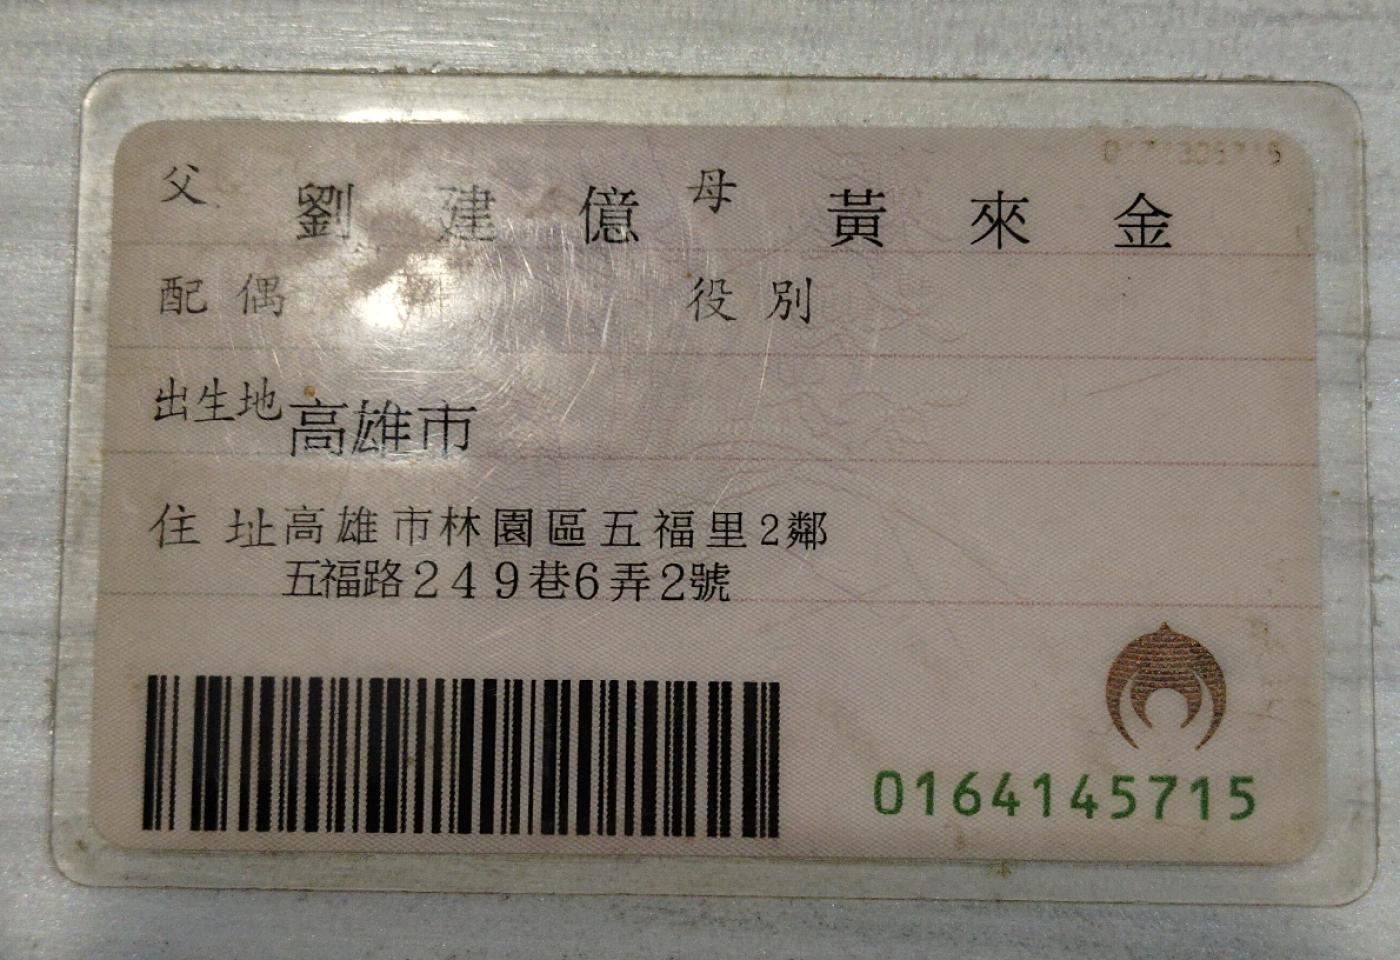 父 劉建億 母 黃來金
配偶 役別
出生地 高雄市
住址 高雄市林園區五福里2鄰
五福路249巷6弄2號
0164145715